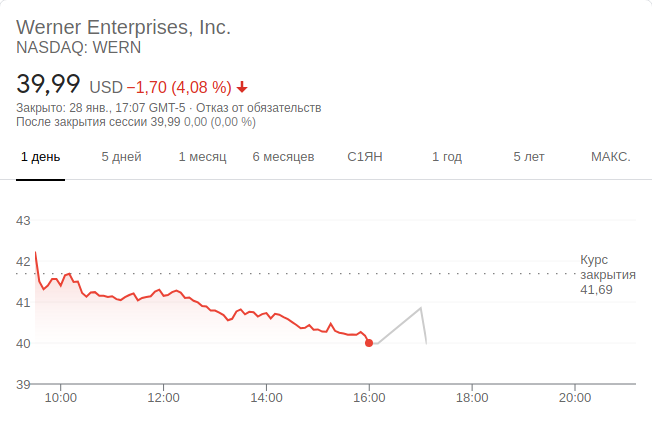 Werner Enterprises, Inc.
NASDAQ: WERN
39,99 USD −1,70 (4,08 %)
Закрыто: 28 янв., 17:07 GMT-5 · Отказ от обязательств
После закрытия сессии 39,99 0,00 (0,00 %)
1 день 5 дней 1 месяц 6 месяцев С1ЯН 1 год 5 лет МАКС.
43
42
41
40
39
Курс
закрытия
41,69
10:00 12:00 14:00 16:00 18:00 20:00